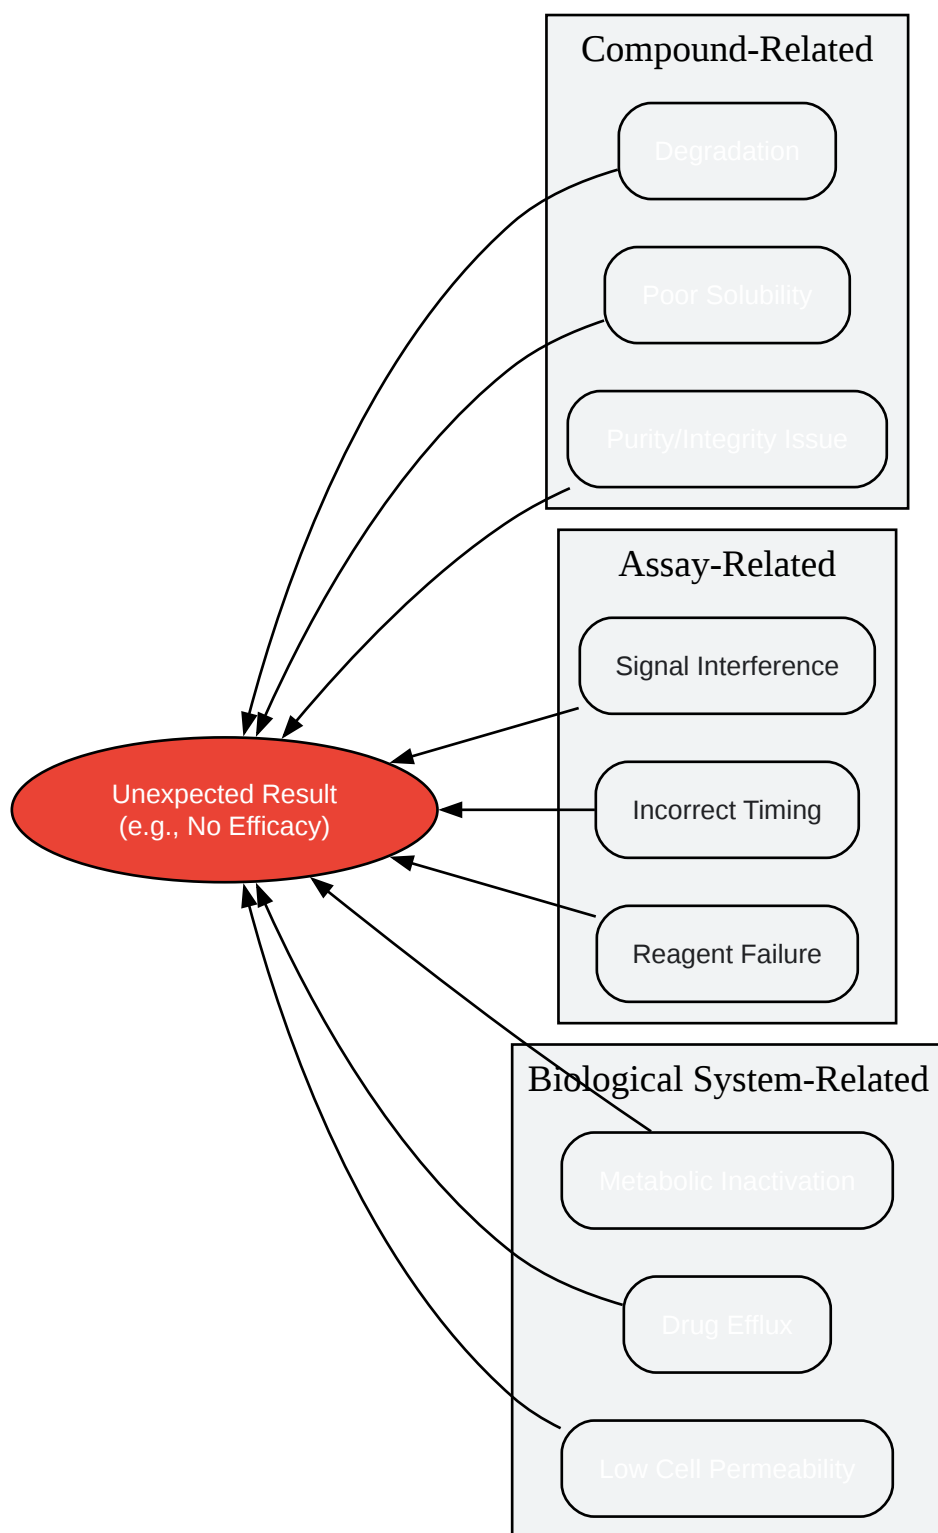 Compound-Related
Degradation
Poor Solubility
Purity/Integrity Issue
Assay-Related
Signal Interference
Incorrect Timing
Reagent Failure
Unexpected Result
(e.g., No Efficacy)
Biological System-Related
Metabolic Inactivation
Drug Efflux
Low Cell Permeability